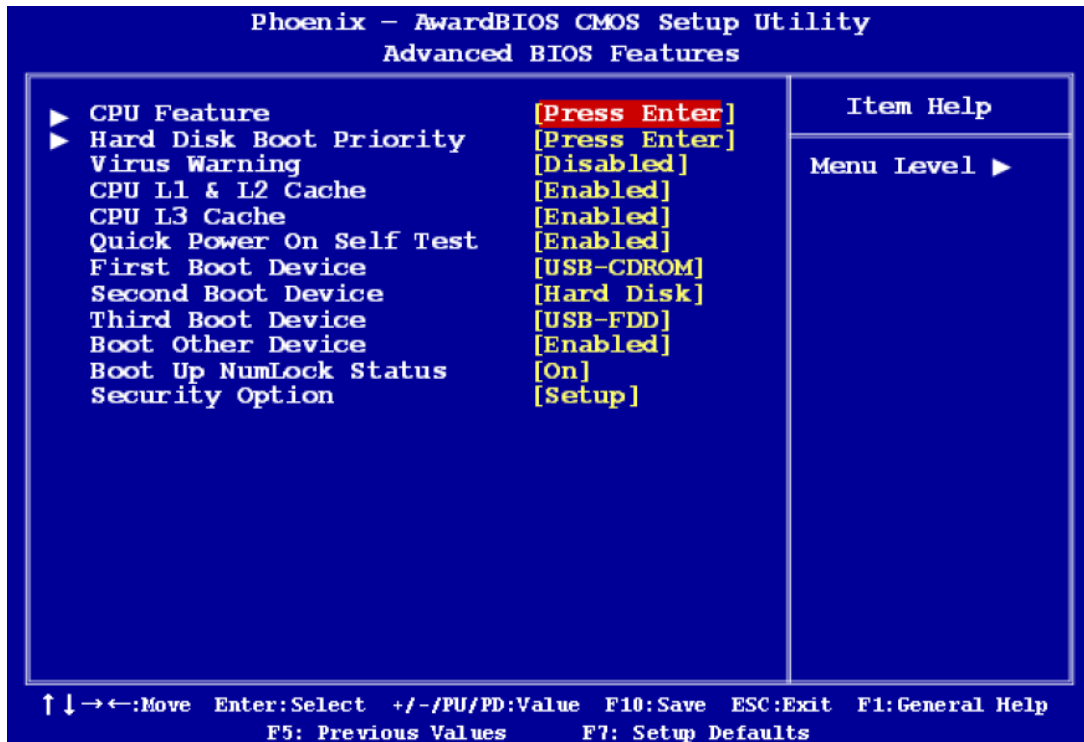 Phoenix – AwardBIOS CMOS Setup Utility
Advanced BIOS Features
▶ CPU Feature [Press Enter]
▶ Hard Disk Boot Priority [Press Enter]
Virus Warning [Disabled]
CPU L1 & L2 Cache [Enabled]
CPU L3 Cache [Enabled]
Quick Power On Self Test [Enabled]
First Boot Device [USB-CDROM]
Second Boot Device [Hard Disk]
Third Boot Device [USB-FDD]
Boot Other Device [Enabled]
Boot Up NumLock Status [On]
Security Option [Setup]
Item Help
Menu Level ▶
↑↓→←:Move Enter:Select +/-/PU/PD:Value F10:Save ESC:Exit F1:General Help
F5: Previous Values F7: Setup Defaults